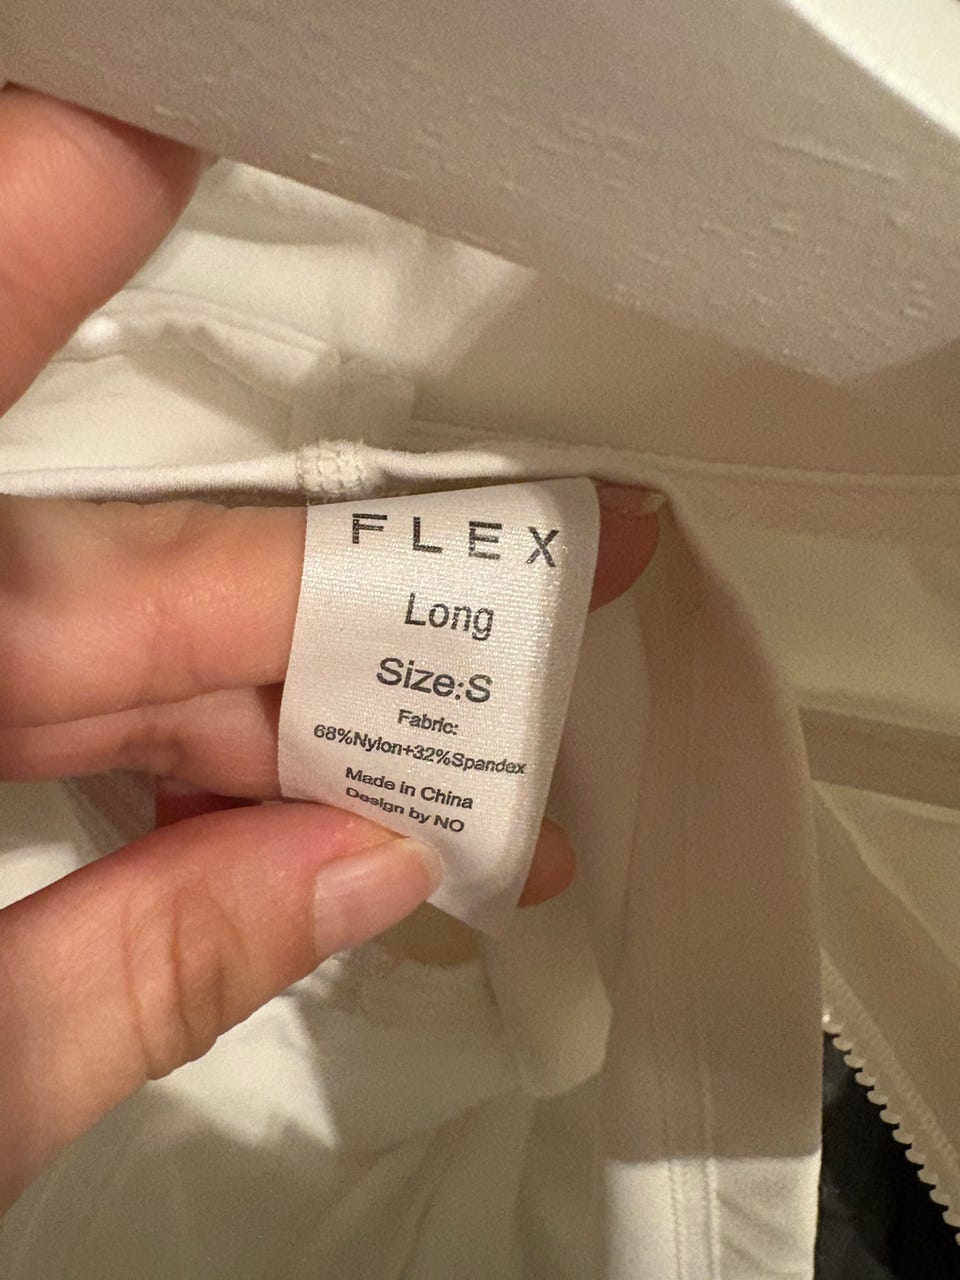 FLEX
Long
Size:S
Fabric:
68%Nylon+32%Spandex
Made in China
Design by NO